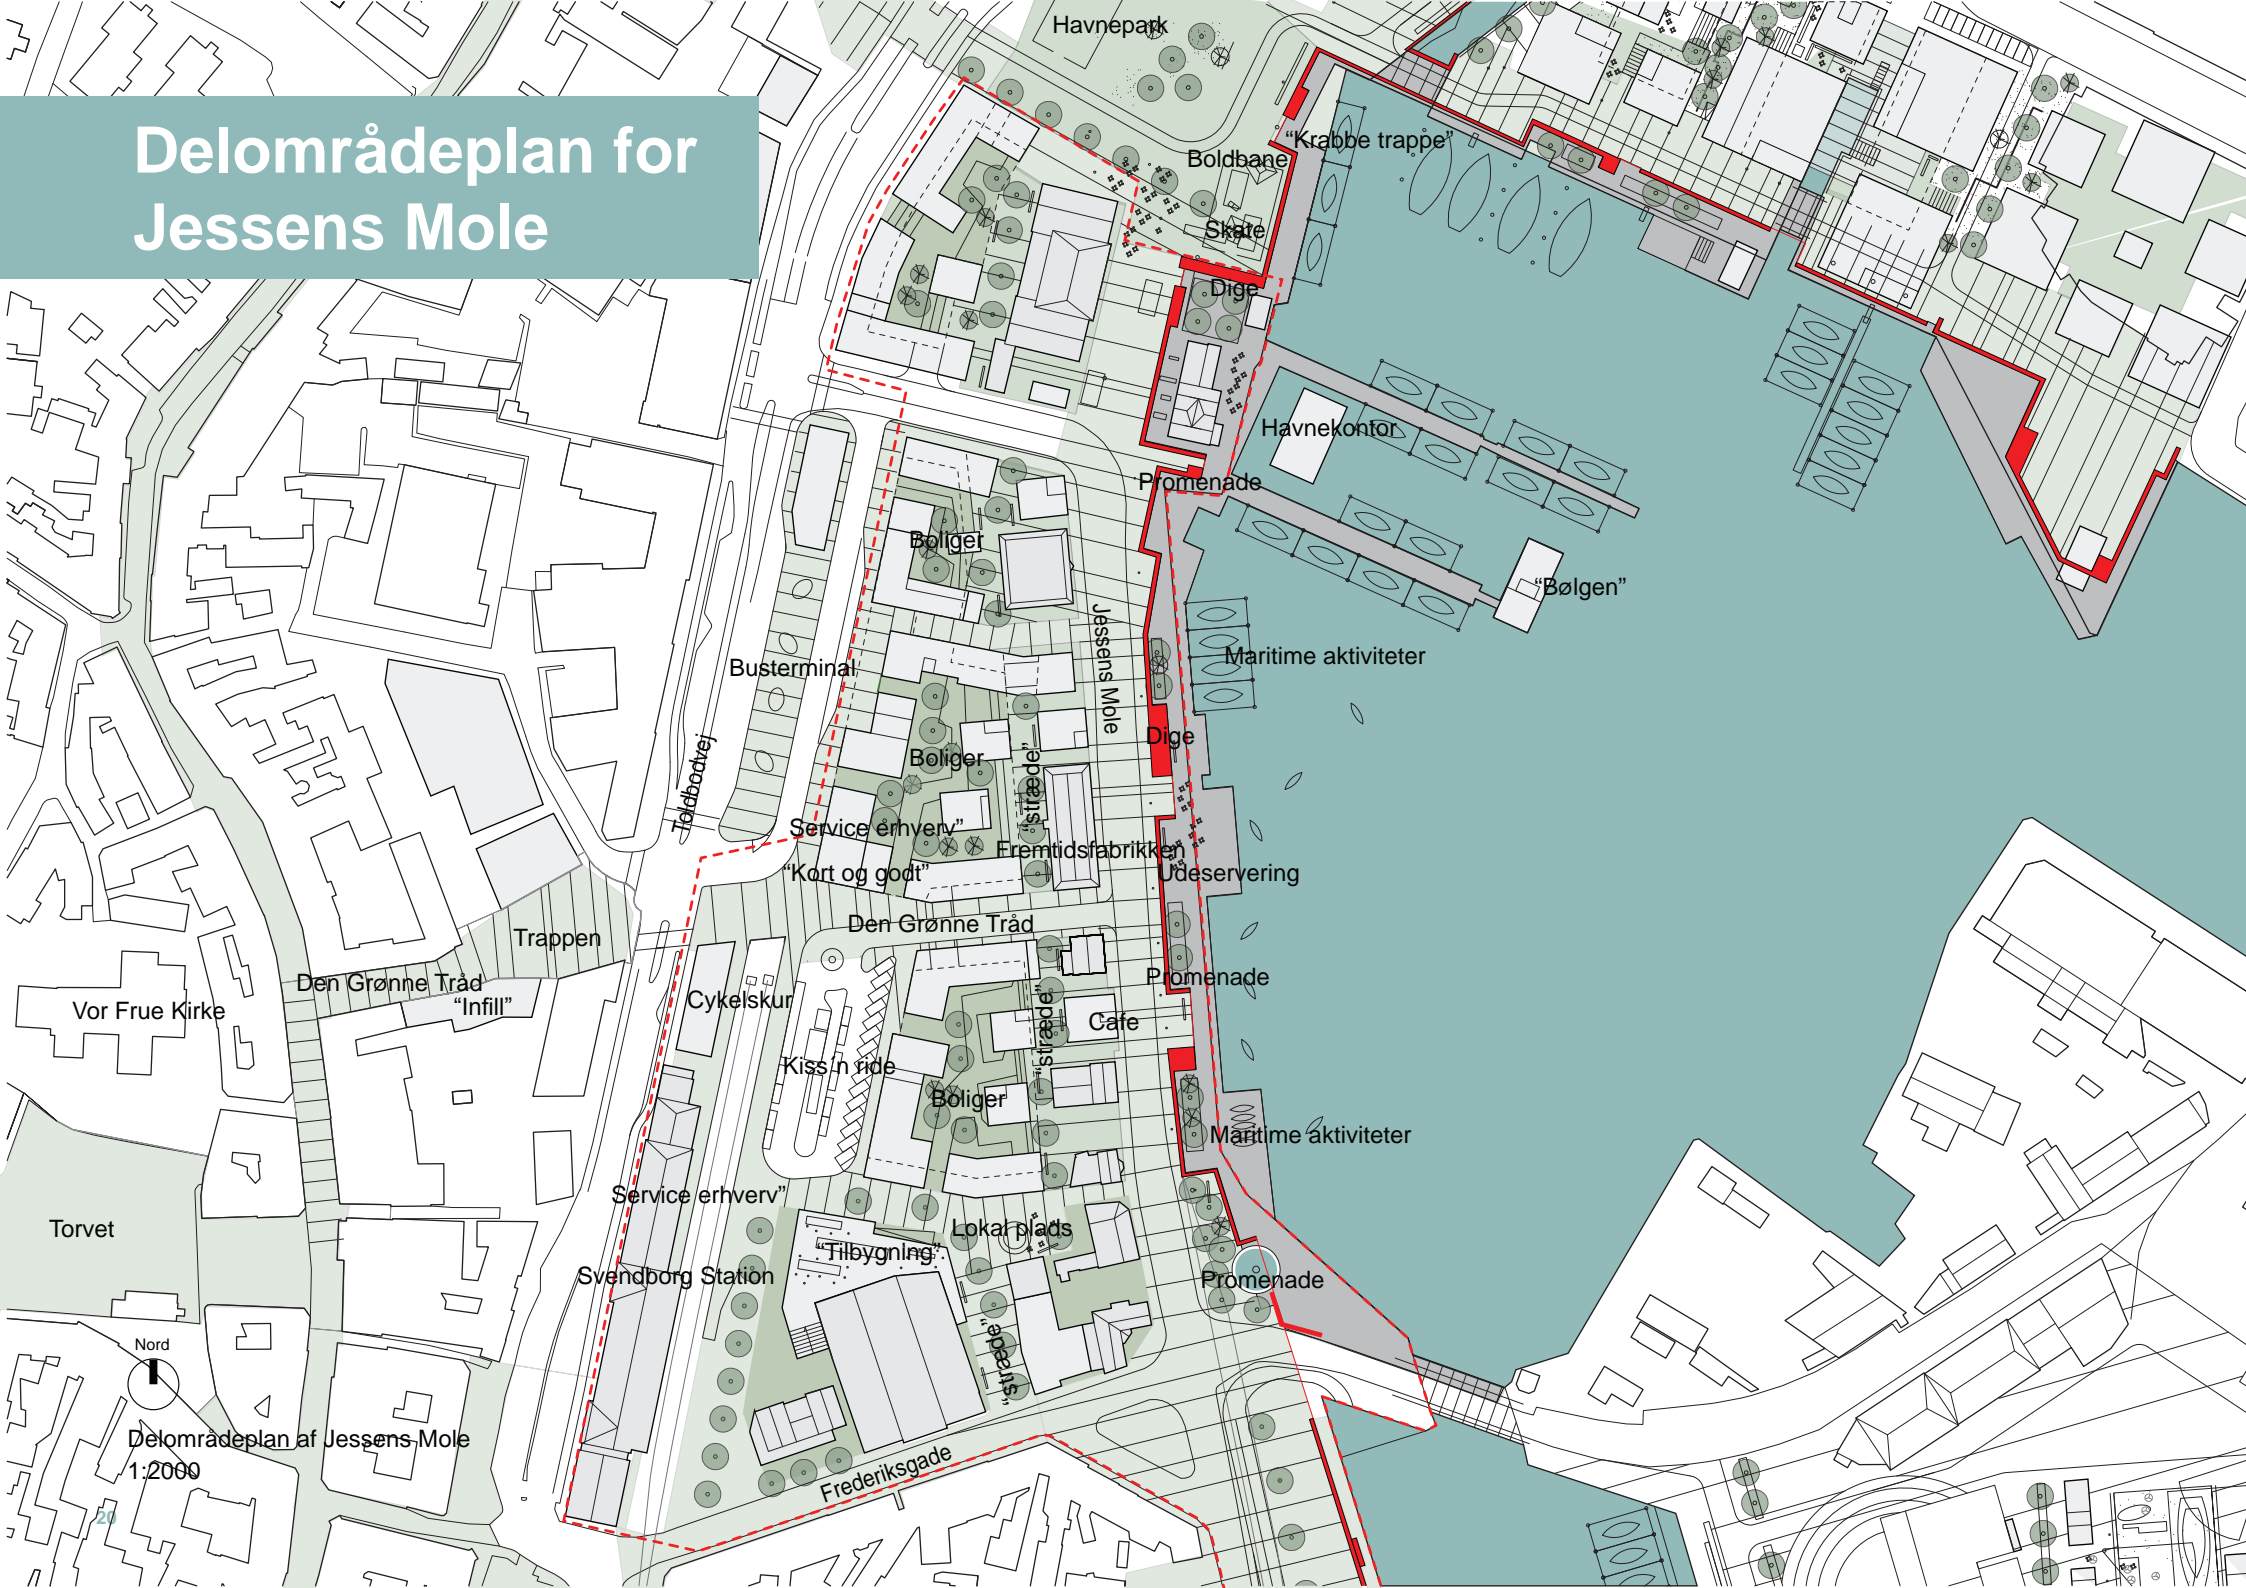 Havnepark
Delområdeplan for
Jessens Mole
"Krabbe trappe"
Boldbane
Skate
Dige
Havnekontor
Promenade
Boliger
"Bølgen"
Jessens Mole
Maritime aktiviteter
Busterminal
Toldbodvej
Dige
Boliger
"stræde"
Service erhverv"
Fremtidsfabrikken
"Kort og godt"
Udeservering
Den Grønne Tråd
Trappen
Promenade
Den Grønne Tråd
"Infill"
Vor Frue Kirke
Cykelskur
"stræde"
Cafe
Kiss'n ride
Boliger
Maritime aktiviteter
Service erhverv"
Torvet
Lokal plads
"Tilbygning"
Svendborg Station
Promenade
"stræde"
Nord
Delområdeplan af Jessens Mole
1:2000
Frederiksgade
20